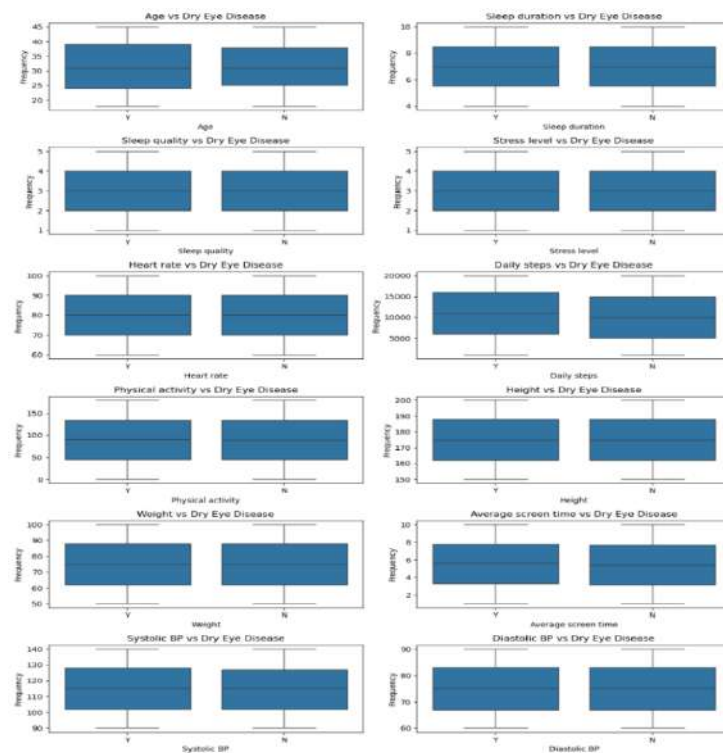 Age vs Dry Eye Disease
Frequency
45
40
35
30
25
20
Y N
Age
Sleep duration vs Dry Eye Disease
Frequency
10
8
6
4
Y N
Sleep duration
Sleep quality vs Dry Eye Disease
Frequency
5
4
3
2
1
Y N
Sleep quality
Stress level vs Dry Eye Disease
Frequency
5
4
3
2
1
Y N
Stress level
Heart rate vs Dry Eye Disease
Frequency
100
90
80
70
60
Y N
Heart rate
Daily steps vs Dry Eye Disease
Frequency
20000
15000
10000
5000
Y N
Daily steps
Physical activity vs Dry Eye Disease
Frequency
150
100
50
0
Y N
Physical activity
Height vs Dry Eye Disease
Frequency
200
190
180
170
160
150
Y N
Height
Weight vs Dry Eye Disease
Frequency
100
90
80
70
60
50
Y N
Weight
Average screen time vs Dry Eye Disease
Frequency
10
8
6
4
2
Y N
Average screen time
Systolic BP vs Dry Eye Disease
Frequency
140
130
120
110
100
90
Y N
Systolic BP
Diastolic BP vs Dry Eye Disease
Frequency
90
80
70
60
Y N
Diastolic BP